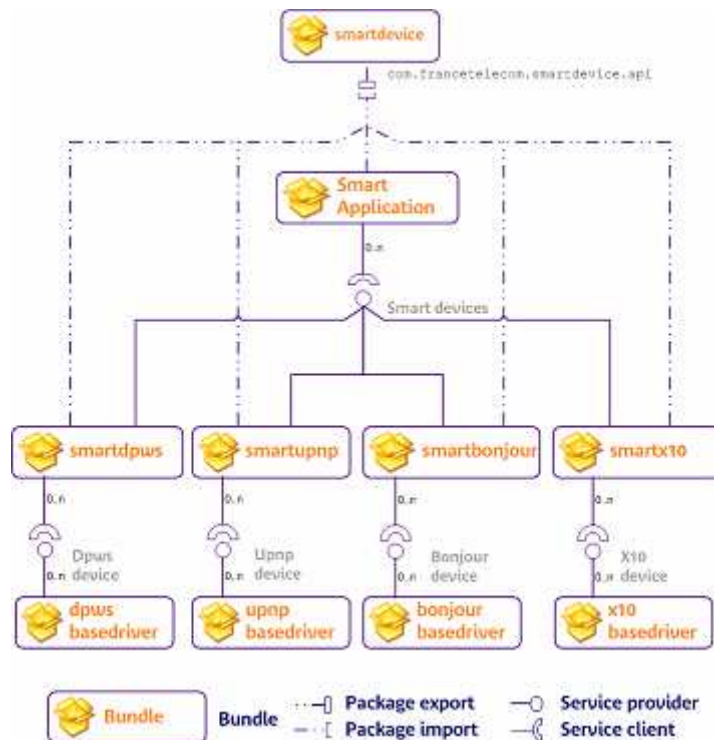 smartdevice
com.francetelecom.smartdevice.api
Smart
Application
0..n
Smart devices
smartdpws
smartupnp
smartbonjour
smartx10
0..n
0..n
0..n
0..n
Dpws
device
Upnp
device
Bonjour
device
X10
device
0..n
0..n
0..n
0..n
dpws
basedriver
upnp
basedriver
bonjour
basedriver
x10
basedriver
Bundle
Bundle
Package export
Package import
Service provider
Service client